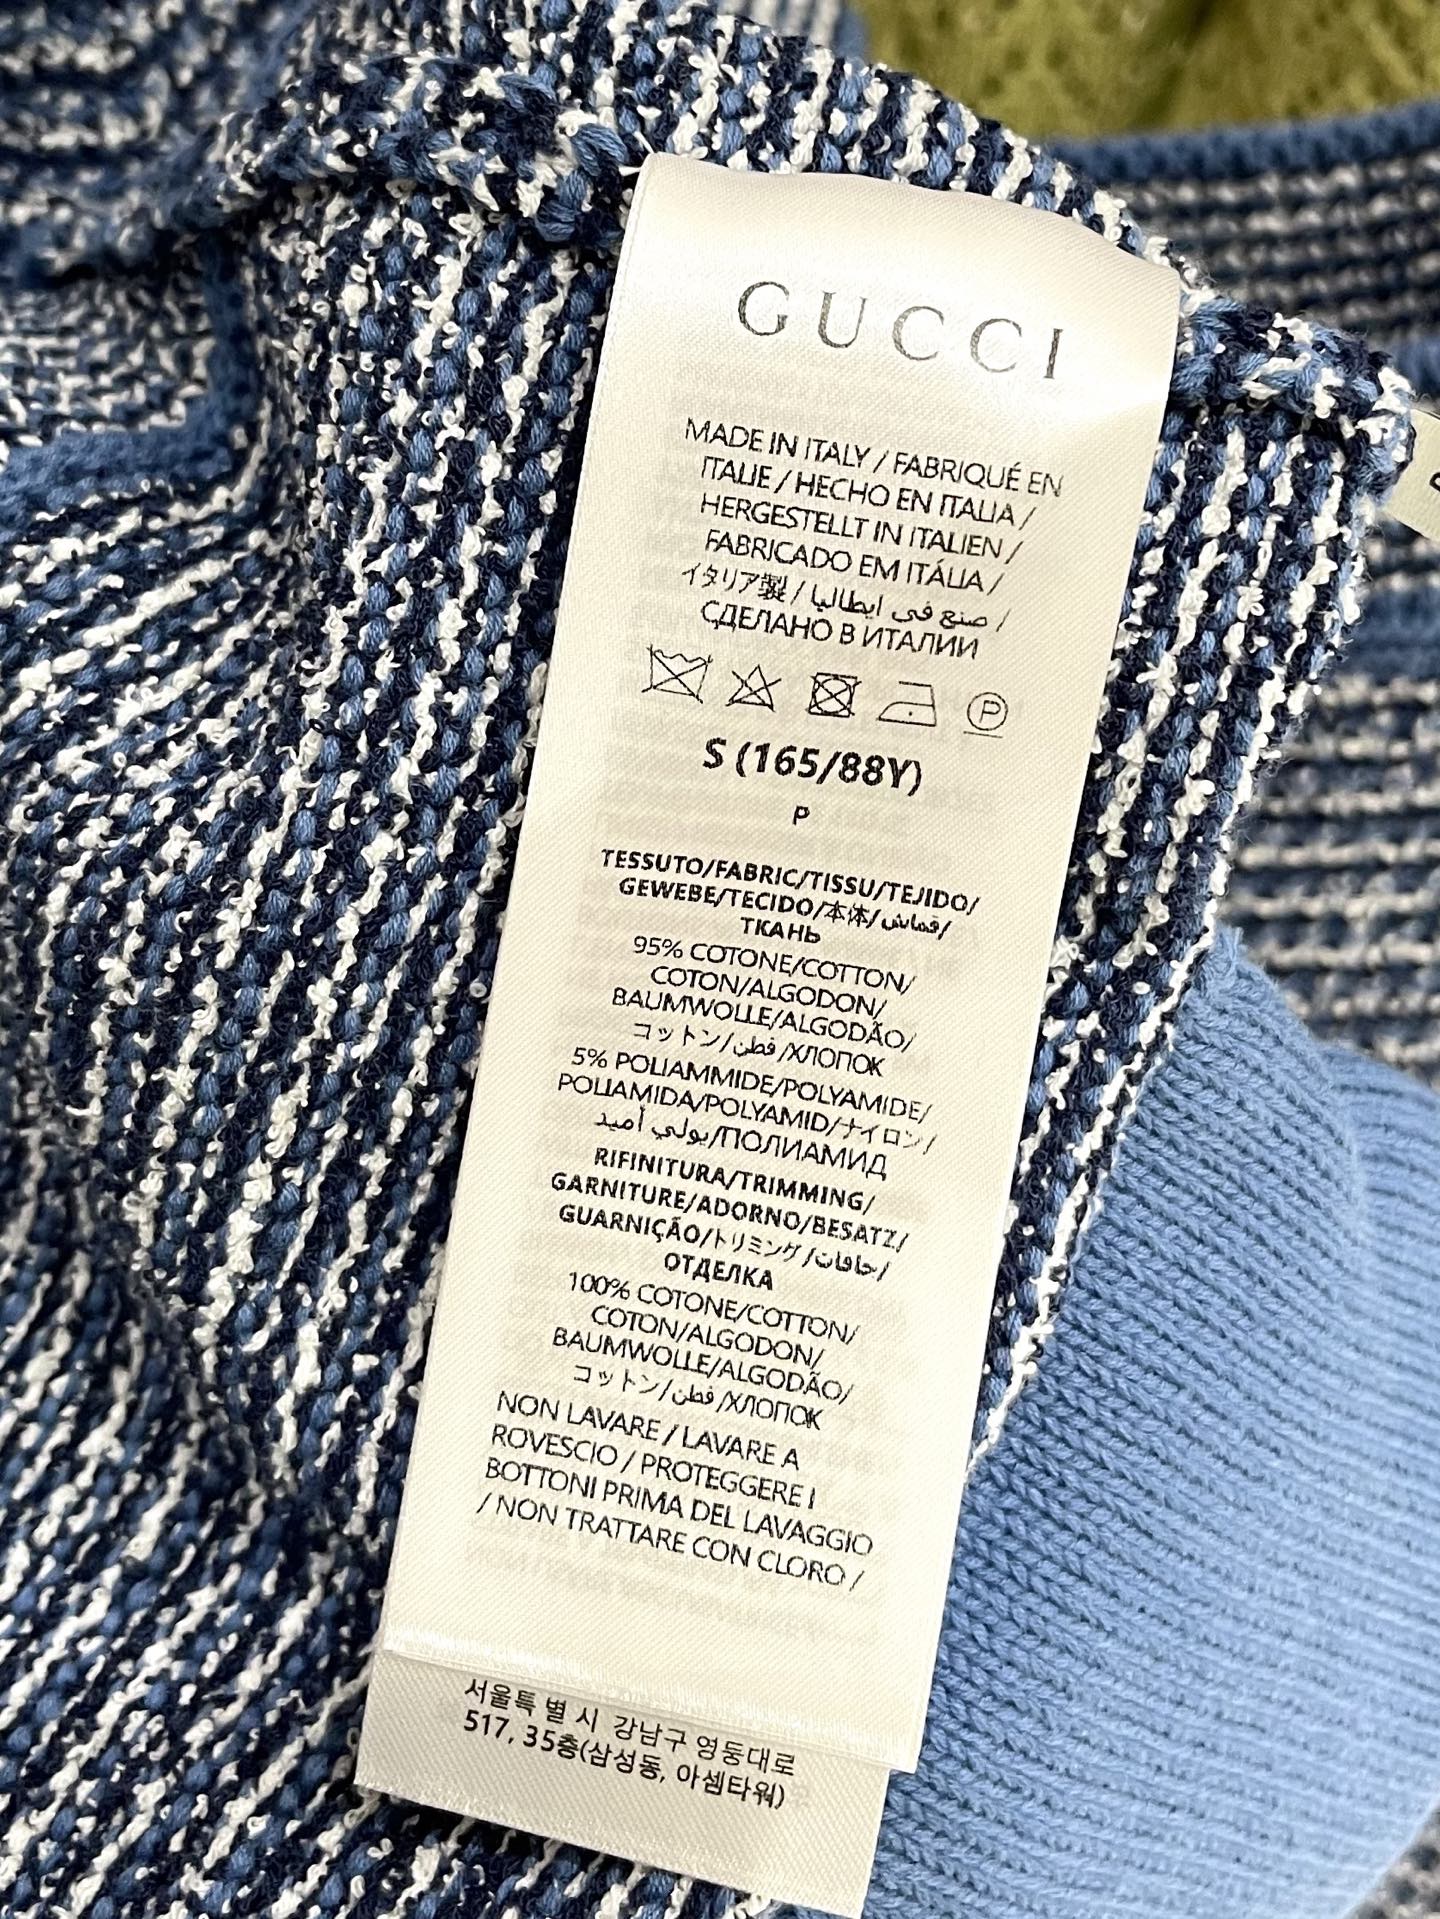 GUCCI
MADE IN ITALY / FABRIQUÉ EN
ITALIE / HECHO EN ITALIA /
HERGESTELLT IN ITALIEN /
FABRICADO EM ITÁLIA /
イタリア製 / صنع في ايطاليا /
СДЕЛАНО В ИТАЛИИ
P
S (165/88Y)
P
TESSUTO/FABRIC/TISSU/TEJIDO/
GEWEBE/TECIDO/本体/قماش/
ТКАНЬ
95% COTONE/COTTON/
COTON/ALGODON/
BAUMWOLLE/ALGODÃO/
コットン/قطن/ХЛОПОК
5% POLIAMMIDE/POLYAMIDE/
POLIAMIDA/POLYAMID/ナイロン/
بولي أميد/ПОЛИАМИД
RIFINITURA/TRIMMING/
GARNITURE/ADORNO/BESATZ/
GUARNIÇÃO/トリミング/حافات/
ОТДЕЛКА
100% COTONE/COTTON/
COTON/ALGODON/
BAUMWOLLE/ALGODÃO/
コットン/قطن/ХЛОПОК
NON LAVARE / LAVARE A
ROVESCIO / PROTEGGERE I
BOTTONI PRIMA DEL LAVAGGIO
/ NON TRATTARE CON CLORO /
서울특별시 강남구 영동대로
517, 35층(삼성동, 아셈타워)